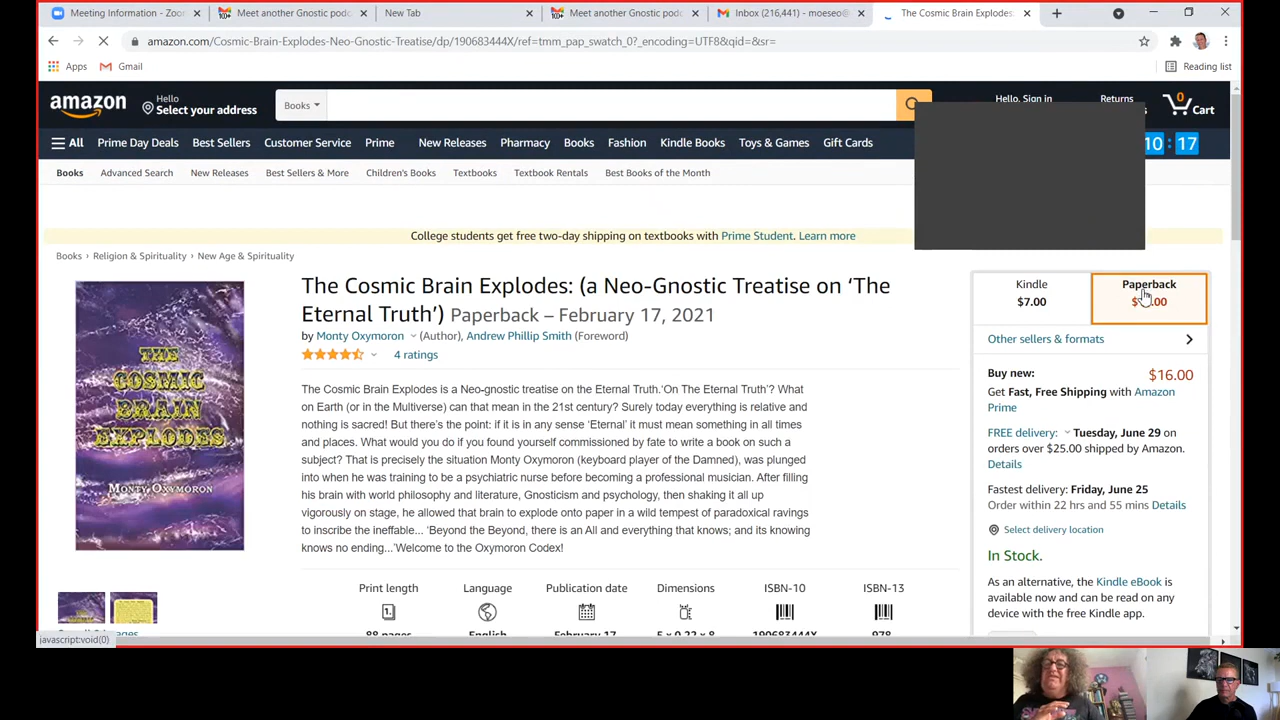 Meeting Information - Zoo
Meet another Gnostic podc
New Tab
Meet another Gnostic podc
Inbox (216,441) - moeseo@
The Cosmic Brain Explodes:
amazon.com/Cosmic-Brain-Explodes-Neo-Gnostic-Treatise/dp/190683444X/ref=tmm_pap_swatch_0?_encoding=UTF8&qid=&sr=
Apps
Gmail
Reading list
amazon
Hello
Select your address
Books
Hello, Sign in
Returns
0
Cart
All
Prime Day Deals
Best Sellers
Customer Service
Prime
New Releases
Pharmacy
Books
Fashion
Kindle Books
Toys & Games
Gift Cards
10 : 17
Books
Advanced Search
New Releases
Best Sellers & More
Children's Books
Textbooks
Textbook Rentals
Best Books of the Month
College students get free two-day shipping on textbooks with Prime Student. Learn more
Books › Religion & Spirituality › New Age & Spirituality
The Cosmic Brain Explodes: (a Neo-Gnostic Treatise on ‘The
Eternal Truth’) Paperback – February 17, 2021
by Monty Oxymoron (Author), Andrew Phillip Smith (Foreword)
4 ratings
The Cosmic Brain Explodes is a Neo-gnostic treatise on the Eternal Truth.‘On The Eternal Truth’? What
on Earth (or in the Multiverse) can that mean in the 21st century? Surely today everything is relative and
nothing is sacred! But there’s the point: if it is in any sense ‘Eternal’ it must mean something in all times
and places. What would you do if you found yourself commissioned by fate to write a book on such a
subject? That is precisely the situation Monty Oxymoron (keyboard player of the Damned), was plunged
into when he was training to be a psychiatric nurse before becoming a professional musician. After filling
his brain with world philosophy and literature, Gnosticism and psychology, then shaking it all up
vigorously on stage, he allowed that brain to explode onto paper in a wild tempest of paradoxical ravings
to inscribe the ineffable... ‘Beyond the Beyond, there is an All and everything that knows; and its knowing
knows no ending...’Welcome to the Oxymoron Codex!
THE
COSMIC
BRAIN
EXPLODES
MONTY OXYMORON
Print length
88 pages
Language
English
Publication date
February 17
Dimensions
5 x 0.22 x 8
ISBN-10
190683444X
ISBN-13
978
Kindle
$7.00
Paperback
Other sellers & formats
Buy new:
$16.00
Get Fast, Free Shipping with Amazon
Prime
FREE delivery: Tuesday, June 29 on
orders over $25.00 shipped by Amazon.
Details
Fastest delivery: Friday, June 25
Order within 22 hrs and 55 mins Details
Select delivery location
In Stock.
As an alternative, the Kindle eBook is
available now and can be read on any
device with the free Kindle app.
javascript:void(0)